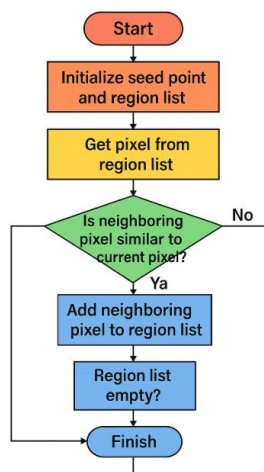 Start
Initialize seed point
and region list
Get pixel from
region list
Is neighboring
pixel similar to
current pixel?
No
Ya
Add neighboring
pixel to region list
Region list
empty?
Finish